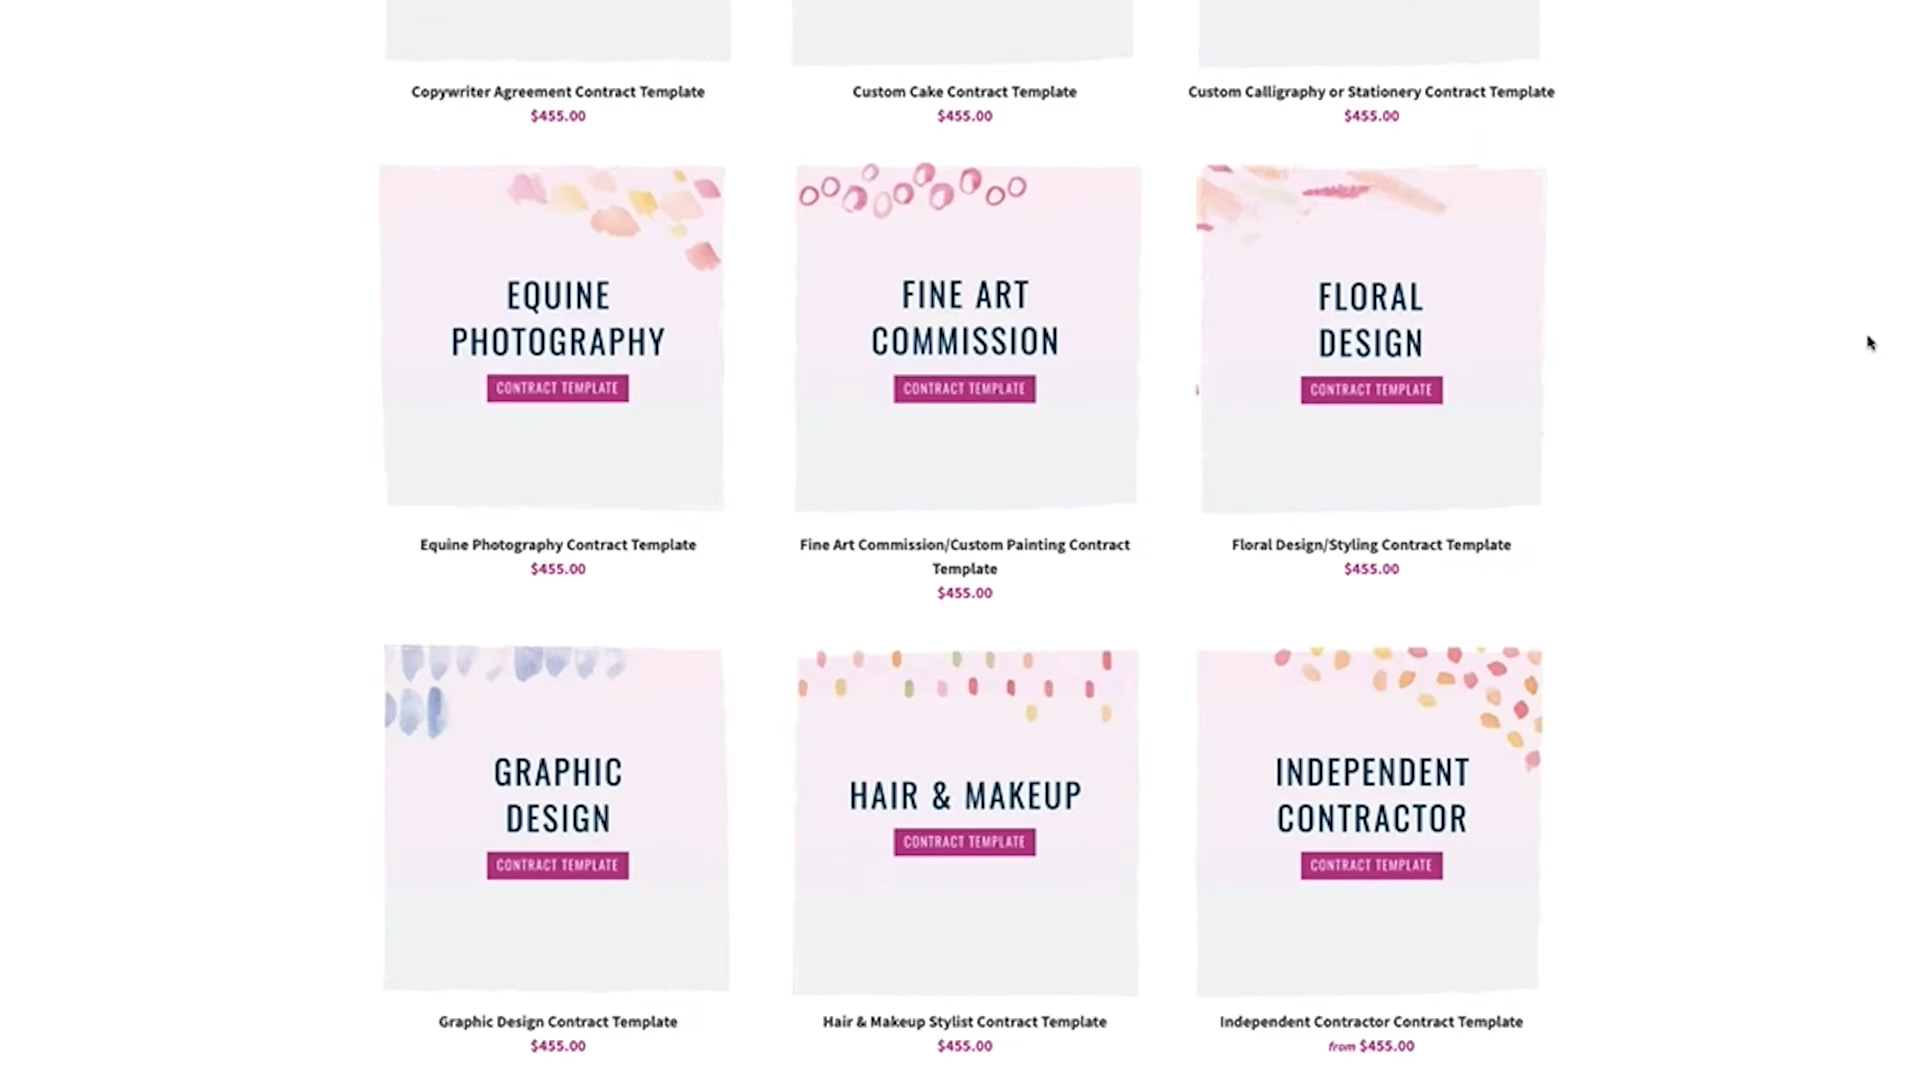 Copywriter Agreement Contract Template
$455.00
Custom Cake Contract Template
$455.00
Custom Calligraphy or Stationery Contract Template
$455.00
EQUINE
PHOTOGRAPHY
CONTRACT TEMPLATE
Equine Photography Contract Template
$455.00
FINE ART
COMMISSION
CONTRACT TEMPLATE
Fine Art Commission/Custom Painting Contract
Template
$455.00
FLORAL
DESIGN
CONTRACT TEMPLATE
Floral Design/Styling Contract Template
$455.00
GRAPHIC
DESIGN
CONTRACT TEMPLATE
Graphic Design Contract Template
$455.00
HAIR & MAKEUP
CONTRACT TEMPLATE
Hair & Makeup Stylist Contract Template
$455.00
INDEPENDENT
CONTRACTOR
CONTRACT TEMPLATE
Independent Contractor Contract Template
from $455.00